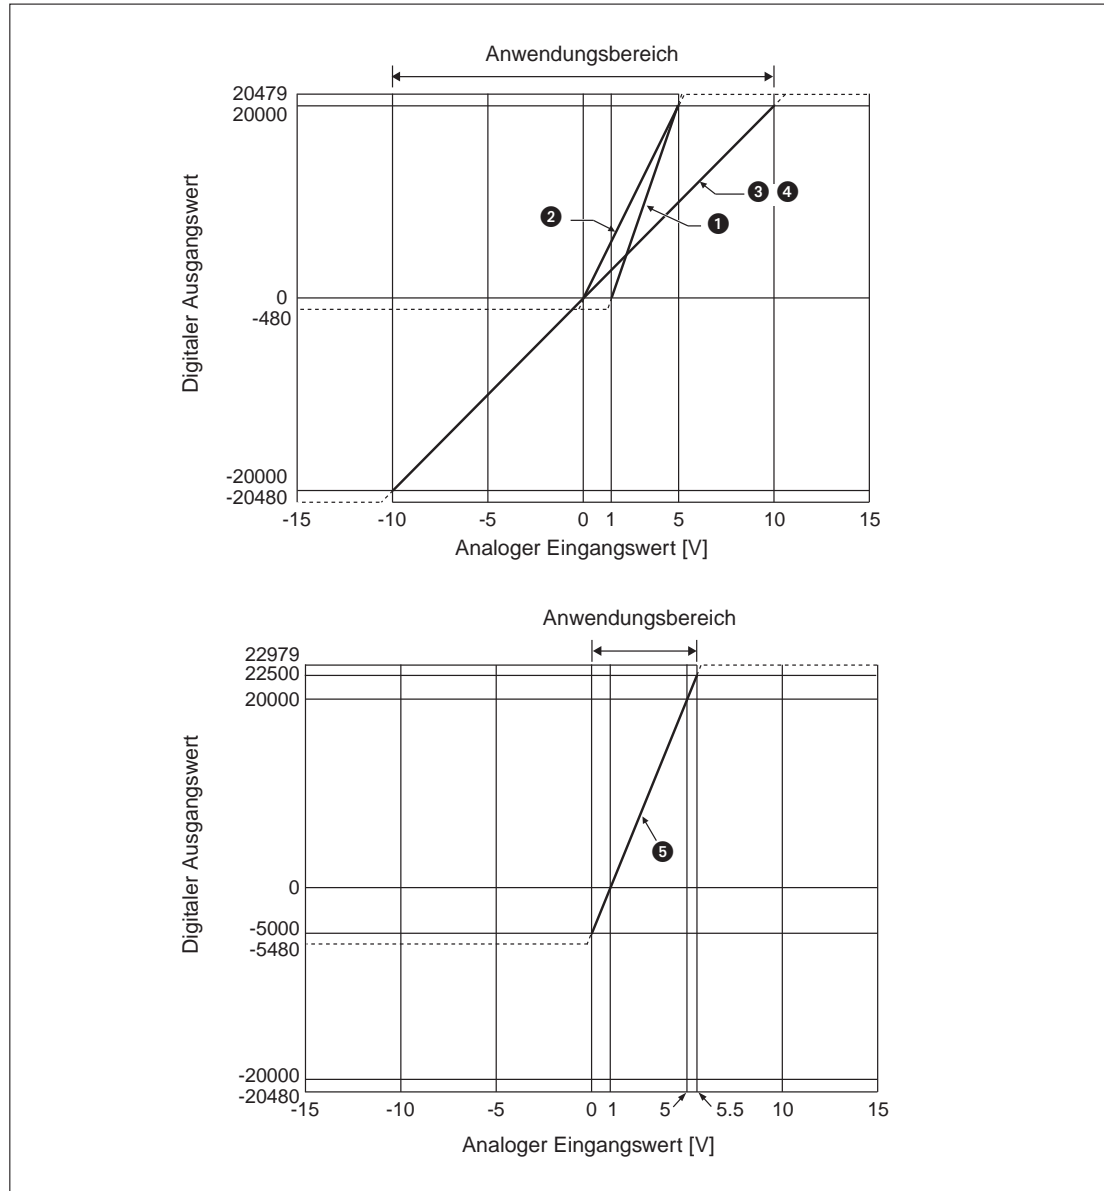 Anwendungsbereich
20479
20000
❷
❸ ❹
❶
Digitaler Ausgangswert
0
-480
-20000
-20480
-15 -10 -5 0 1 5 10 15
Analoger Eingangswert [V]
Anwendungsbereich
22979
22500
20000
Digitaler Ausgangswert
❺
0
-5000
-5480
-20000
-20480
-15 -10 -5 0 1 5 5.5 10 15
Analoger Eingangswert [V]